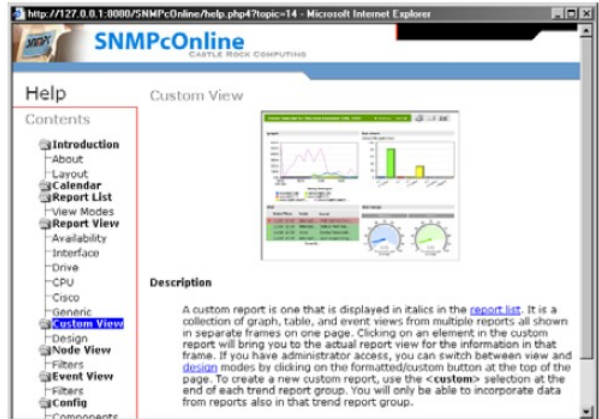 http://127.0.0.1:8080/SNMPcOnline/help.php4?topic=14 - Microsoft Internet Explorer
SNMPcOnline
CASTLE ROCK COMPUTING
Help
Contents
Introduction
About
Layout
Calendar
Report List
View Modes
Report View
Availability
Interface
Drive
CPU
Cisco
Generic
Custom View
Design
Node View
Filters
Event View
Filters
Config
Components
Custom View
Description
A custom report is one that is displayed in italics in the report list. It is a
collection of graph, table, and event views from multiple reports all shown
in separate frames on one page. Clicking on an element in the custom
report will bring you to the actual report view for the information in that
frame. If you have administrator access, you can switch between view and
design modes by clicking on the formatted/custom button at the top of the
page. To create a new custom report, use the <custom> selection at the
end of each trend report group. You will only be able to incorporate data
from reports also in that trend report group.